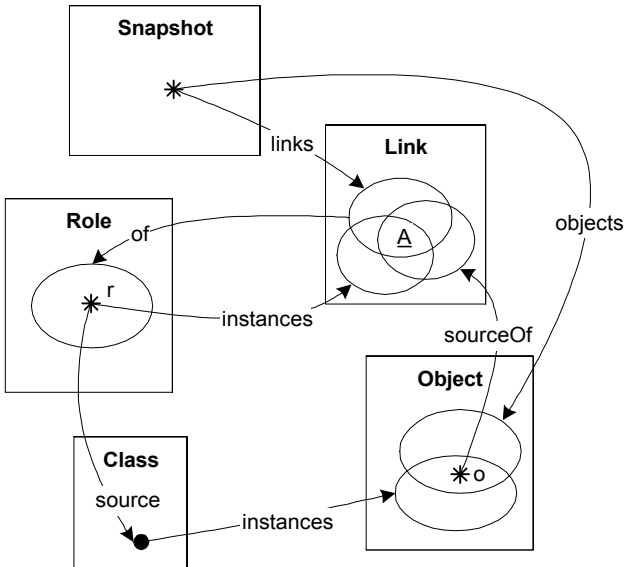 Snapshot
links
Link
Role
of
A
objects
r
instances
sourceOf
Object
Class
source
o
instances